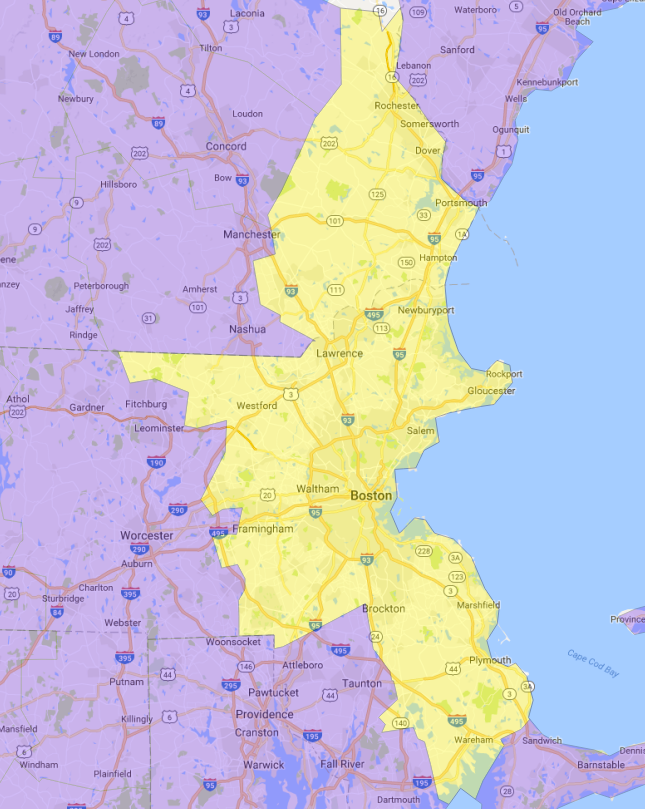 16
109
Waterboro
5
Old Orchard
Beach
Laconia
93
4
3
95
89
Tilton
Sanford
New London
Lebanon
16
202
Kennebunkport
4
Newbury
Wells
Rochester
Loudon
89
Somersworth
Ogunquit
Concord
202
202
Dover
1
Bow
93
95
Hillsboro
125
9
Portsmouth
33
101
9
Manchester
95
1A
202
Hampton
150
Peterborough
Amherst
93
111
3
Jaffrey
101
Newburyport
31
495
113
Rindge
Nashua
Lawrence
95
Rockport
Gloucester
3
Athol
202
Gardner
Fitchburg
Westford
93
Leominster
Salem
190
Waltham
Boston
20
290
95
Framingham
495
Worcester
290
228
3A
93
Auburn
90
123
Charlton
3
20
Sturbridge
395
Marshfield
84
Brockton
Webster
95
Province
24
Woonsocket
495
395
Cape Cod Bay
Plymouth
146
Attleboro
44
44
Putnam
Taunton
295
3A
Pawtucket
44
3
Killingly
6
Providence
140
495
Mansfield
Cranston
195
Wareham
Sandwich
6
Windham
Warwick
Fall River
Barnstable
Plymouth
Plainfield
95
195
28
Dartmouth